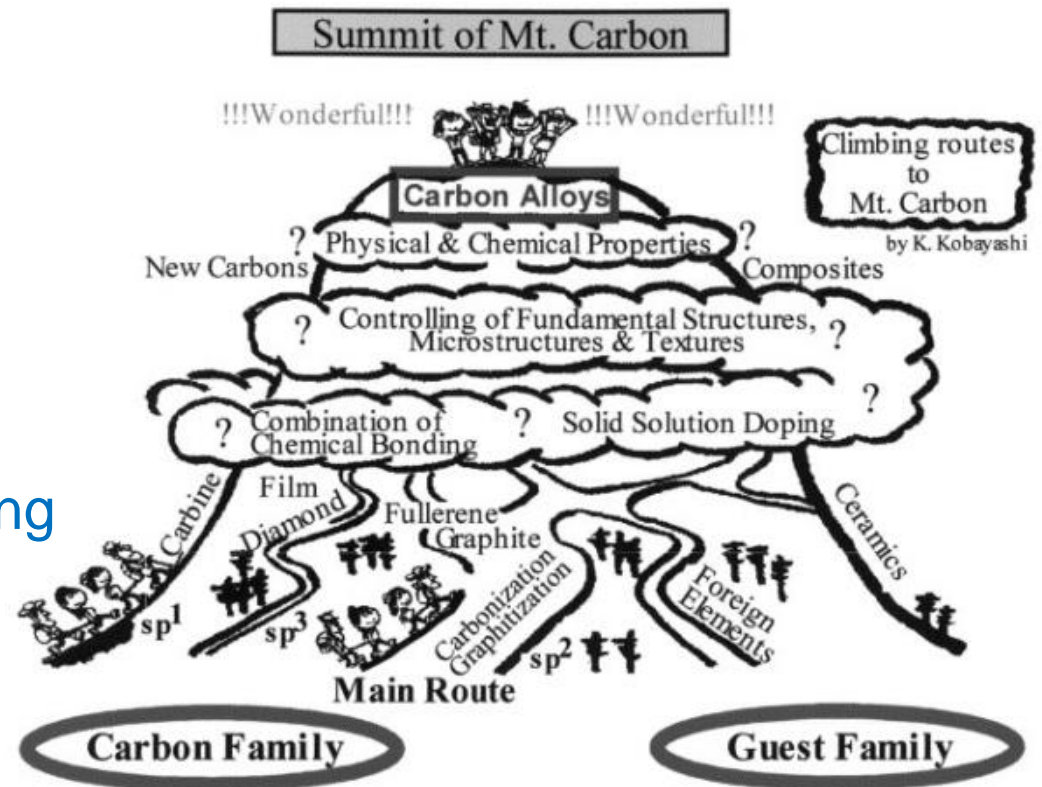 Summit of Mt. Carbon
!!!Wonderful!!! !!!Wonderful!!!
Climbing routes
to
Mt. Carbon
by K. Kobayashi
Carbon Alloys
? Physical & Chemical Properties ?
New Carbons Composites
? Controlling of Fundamental Structures, ?
Microstructures & Textures
?
? Combination of ? Solid Solution Doping
Chemical Bonding
ng
Carbine
Film
Diamond
Fullerene
Graphite
Carbonization
Graphitization
Foreign
Elements
Ceramics
sp1
sp3
sp2
Main Route
Carbon Family Guest Family